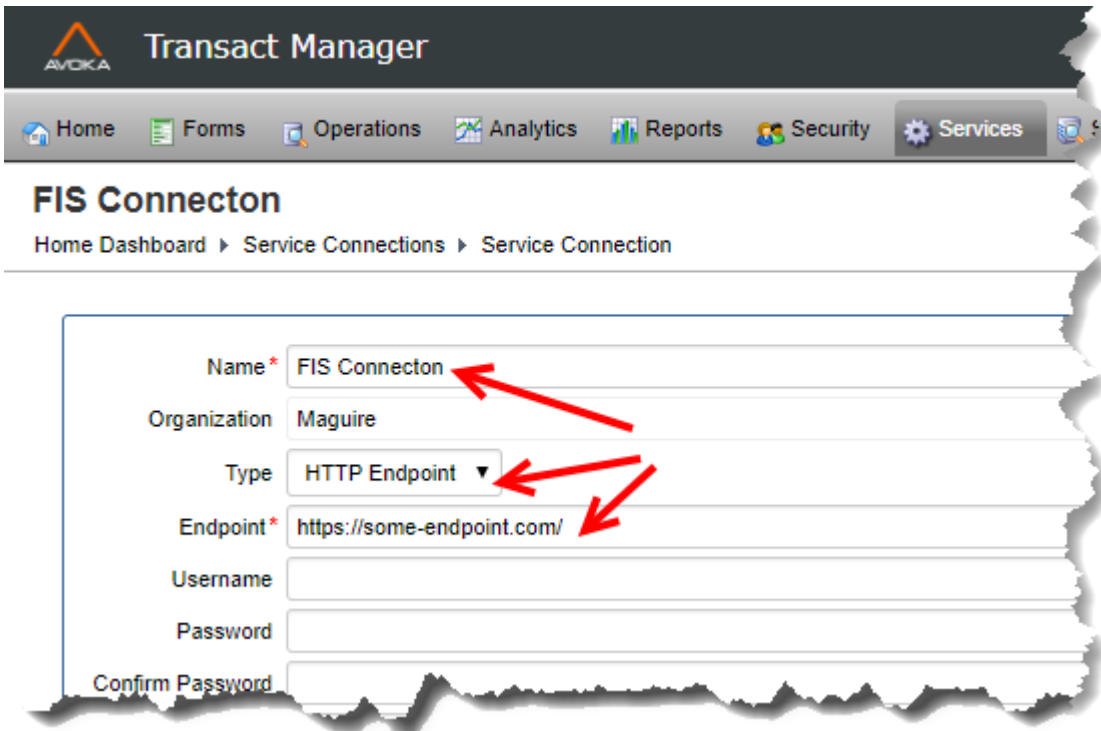 AVOKA Transact Manager
Home Forms Operations Analytics Reports Security Services
FIS Connecton
Home Dashboard Service Connections Service Connection
Name* FIS Connecton
Organization Maguire
Type HTTP Endpoint
Endpoint* https://some-endpoint.com/
Username
Password
Confirm Password